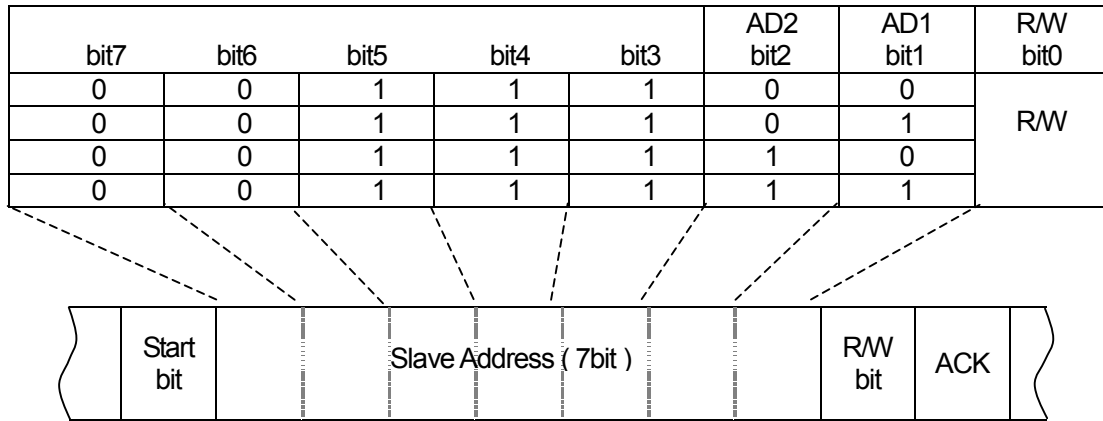 AD2 AD1 R/W
bit7 bit6 bit5 bit4 bit3 bit2 bit1 bit0
0 0 1 1 1 0 0
0 0 1 1 1 0 1 R/W
0 0 1 1 1 1 0
0 0 1 1 1 1 1
Start bit
Slave Address ( 7bit )
R/W bit
ACK